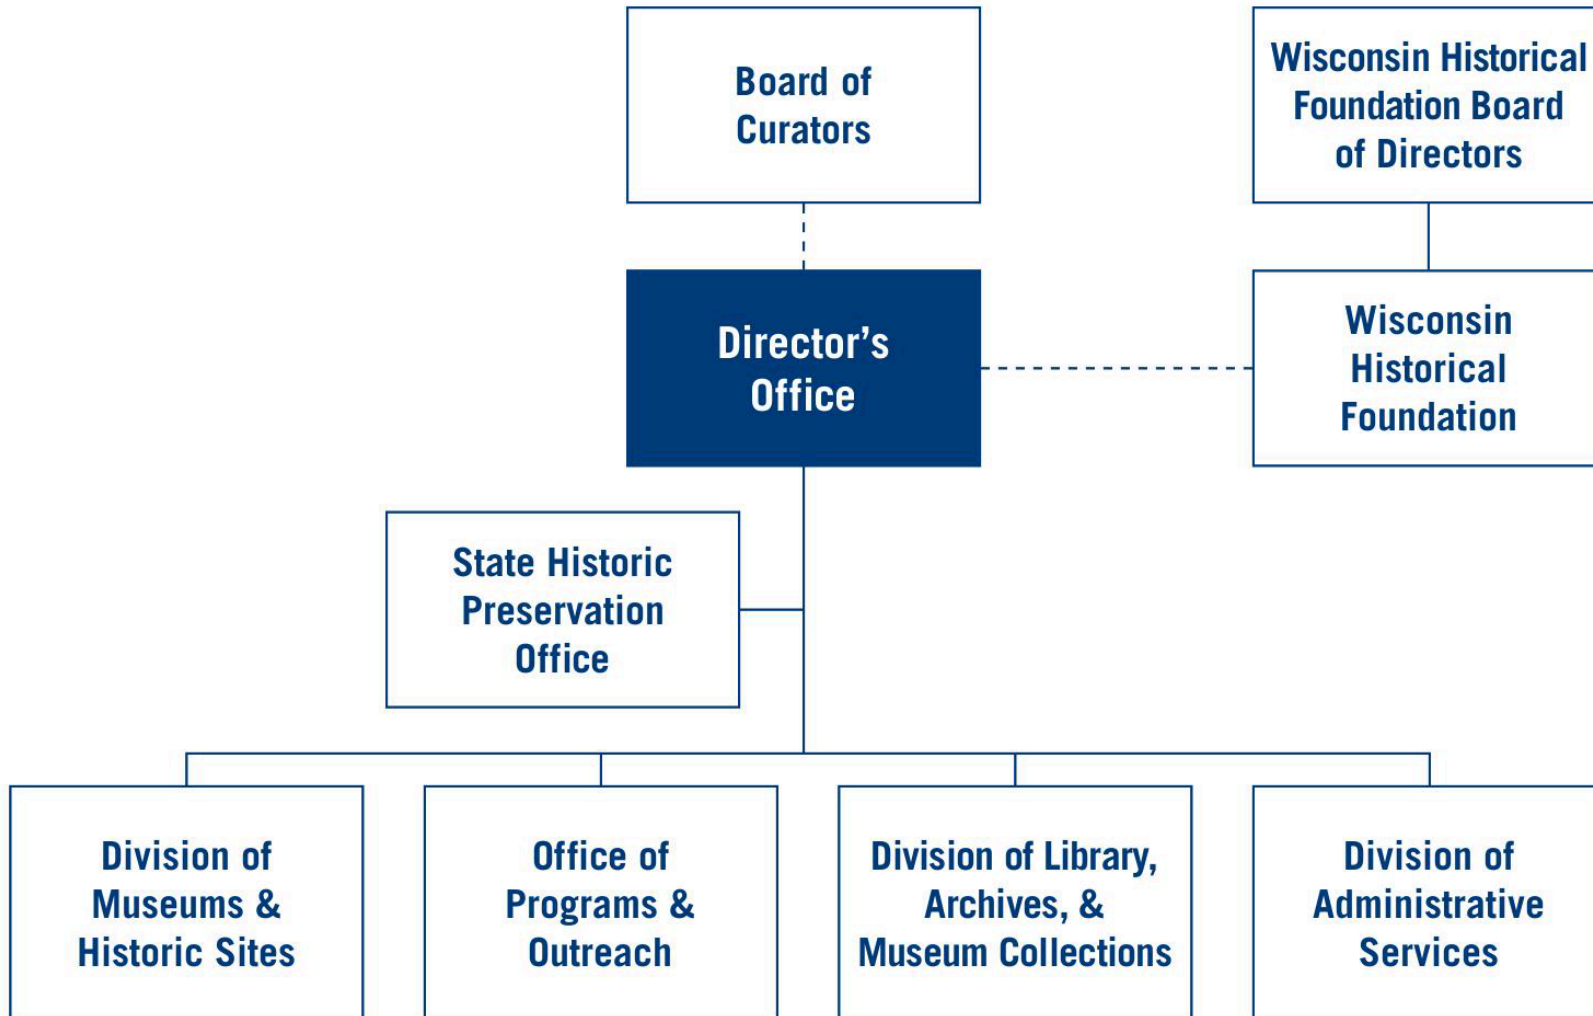 Board of
Curators
Wisconsin Historical
Foundation Board
of Directors
Director’s
Office
Wisconsin
Historical
Foundation
State Historic
Preservation
Office
Division of
Museums &
Historic Sites
Office of
Programs &
Outreach
Division of Library,
Archives, &
Museum Collections
Division of
Administrative
Services